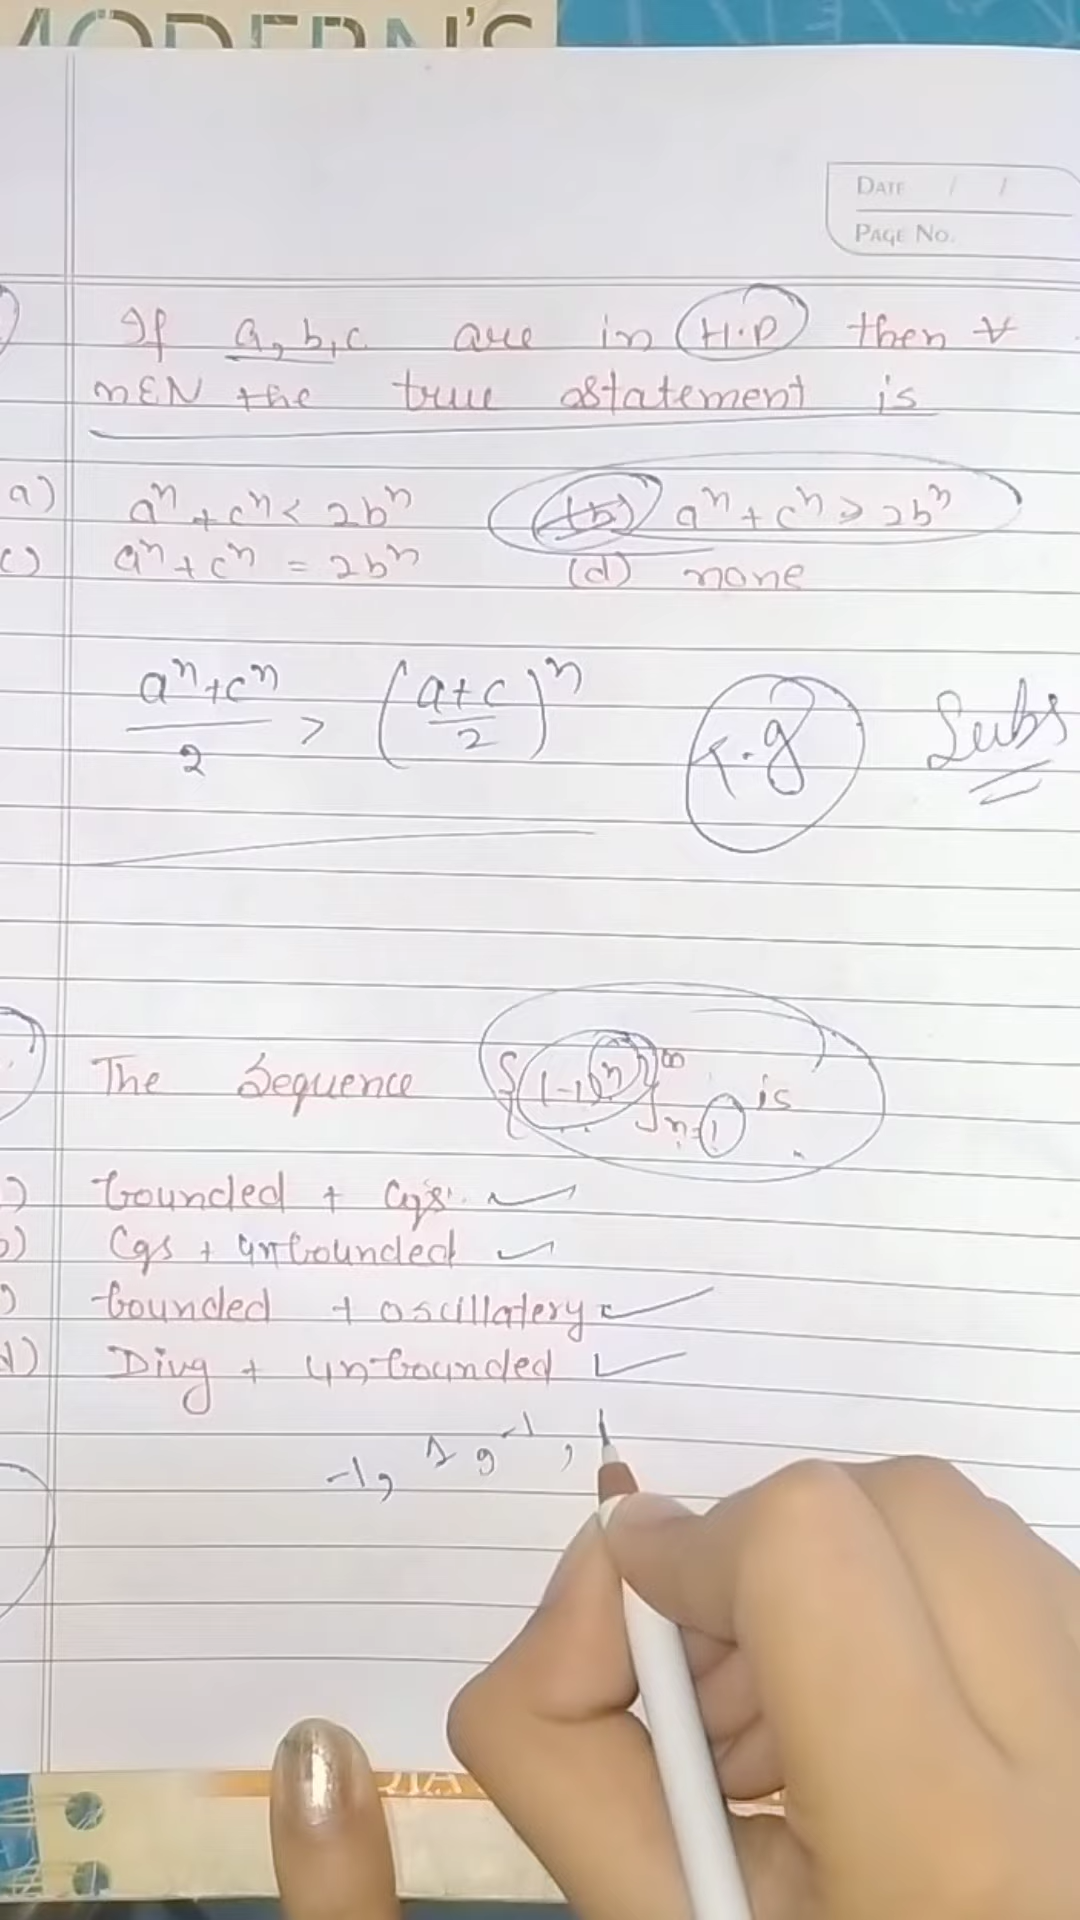 MODERN'S
DATE / /
PAGE NO.
If a, b, c are in H.P then ∀
n∈N the true statement is
a) aⁿ + cⁿ < 2bⁿ (b) aⁿ + cⁿ > 2bⁿ
c) aⁿ + cⁿ = 2bⁿ (d) none
(aⁿ + cⁿ)/2 > ((a+c)/2)ⁿ Subs
The Sequence {(-1)ⁿ}^∞ₙ₌₁ is
bounded + Cgs.
b) Cgs + unbounded
bounded + oscillatery
d) Divg + unbounded
-1, 1, -1,